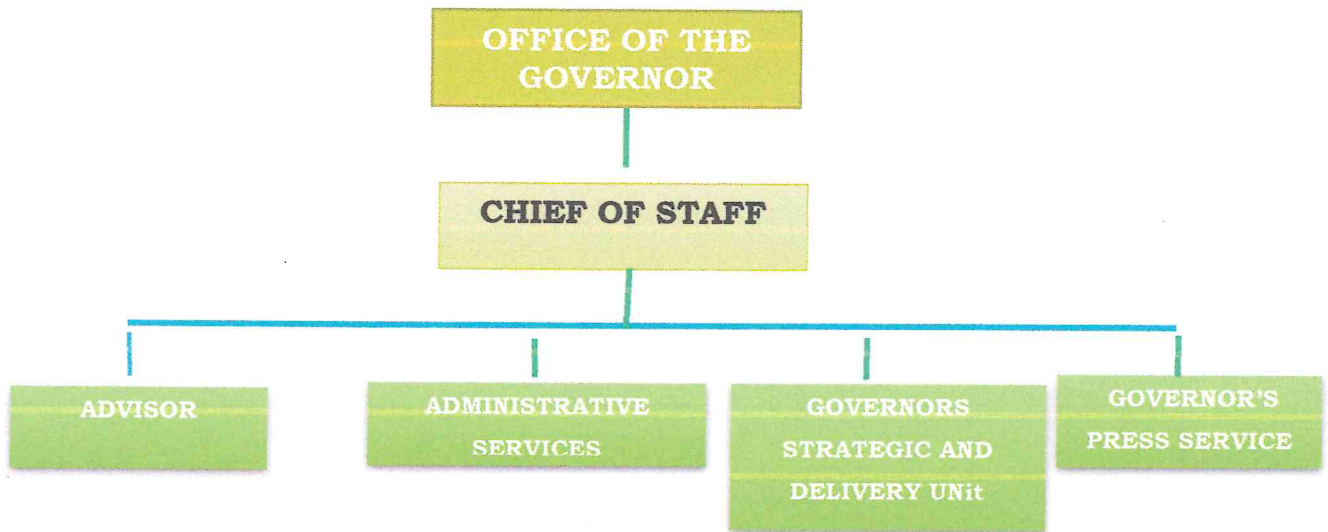 OFFICE OF THE
GOVERNOR
CHIEF OF STAFF
ADVISOR
ADMINISTRATIVE
SERVICES
GOVERNORS
STRATEGIC AND
DELIVERY UNit
GOVERNOR'S
PRESS SERVICE